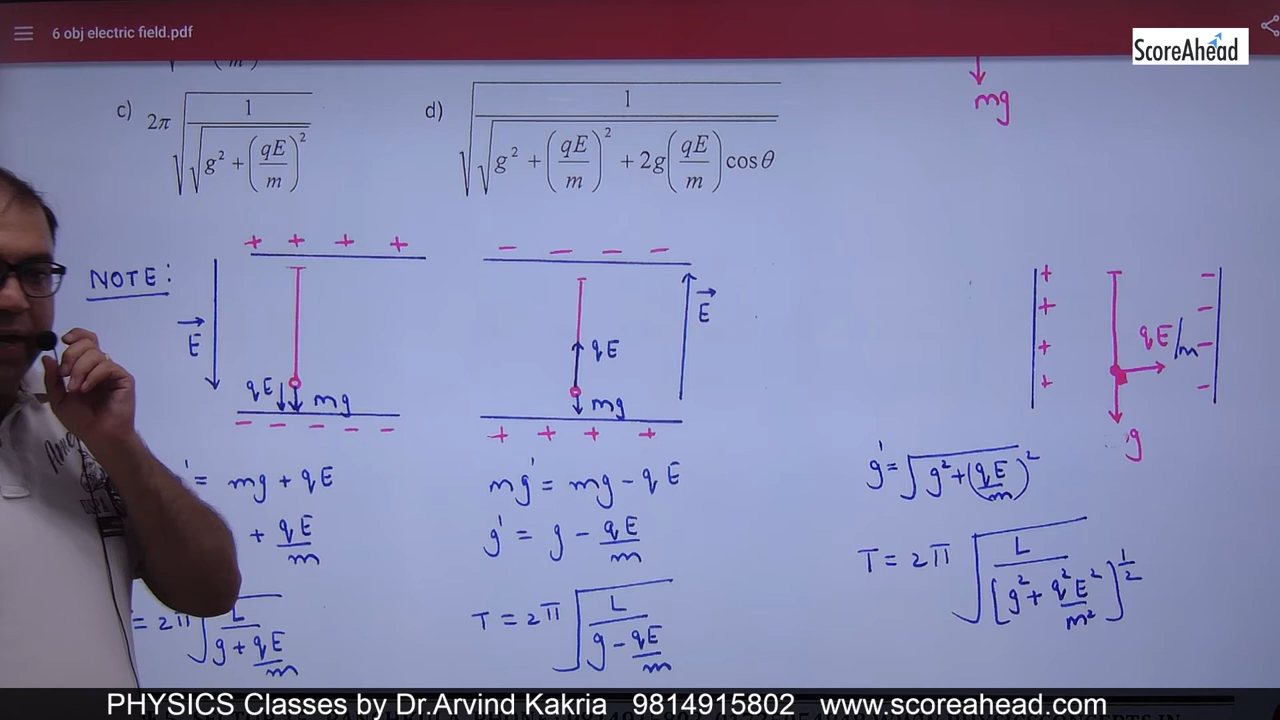 6 obj electric field.pdf
ScoreAhead
mg
c) 2π √(1/√(g² + (qE/m)²))
d) √(1/√(g² + (qE/m)² + 2g(qE/m)cosθ))
NOTE:
+ + + +
E→
qE mg
- - - - -
' = mg + qE
+ qE/m
= 2π √(L/(g + qE/m))
- - - -
E→
qE
mg
+ + + +
mg' = mg - qE
g' = g - qE/m
T = 2π √(L/(g - qE/m))
+ -
+ -
+ -
+ -
qE/m
g
g' = √(g² + (qE/m)²)
T = 2π √(L/[g² + q²E²/m²]^½)
PHYSICS Classes by Dr.Arvind Kakria 9814915802 www.scoreahead.com